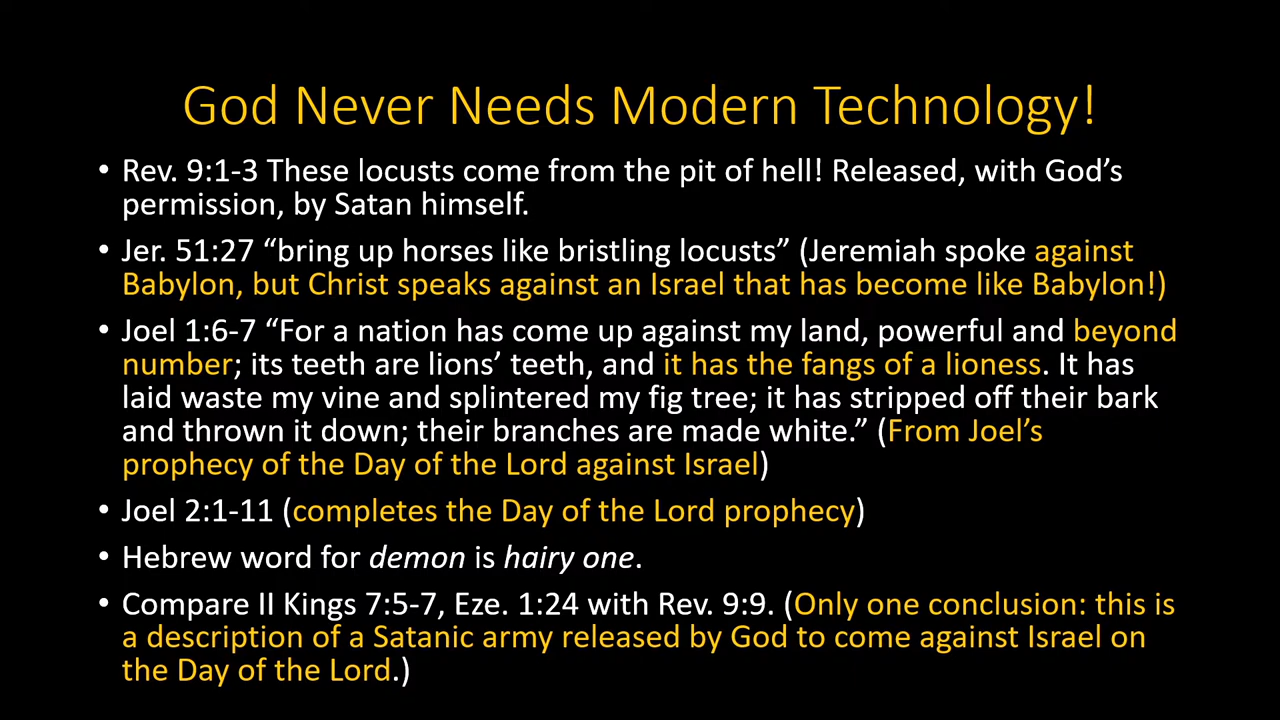 God Never Needs Modern Technology!
• Rev. 9:1-3 These locusts come from the pit of hell! Released, with God’s
permission, by Satan himself.
• Jer. 51:27 “bring up horses like bristling locusts” (Jeremiah spoke against
Babylon, but Christ speaks against an Israel that has become like Babylon!)
• Joel 1:6-7 “For a nation has come up against my land, powerful and beyond
number; its teeth are lions’ teeth, and it has the fangs of a lioness. It has
laid waste my vine and splintered my fig tree; it has stripped off their bark
and thrown it down; their branches are made white.” (From Joel’s
prophecy of the Day of the Lord against Israel)
• Joel 2:1-11 (completes the Day of the Lord prophecy)
• Hebrew word for demon is hairy one.
• Compare II Kings 7:5-7, Eze. 1:24 with Rev. 9:9. (Only one conclusion: this is
a description of a Satanic army released by God to come against Israel on
the Day of the Lord.)